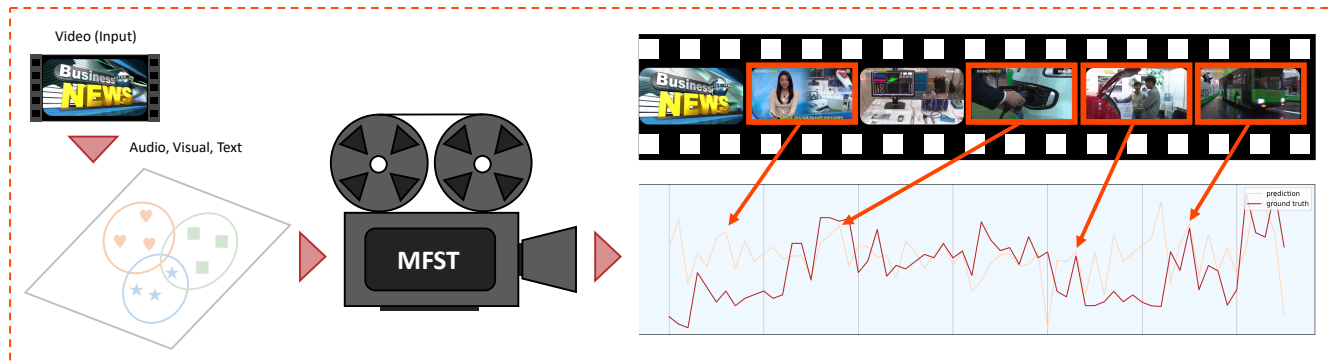 Video (Input)
Business
NEWS
Audio, Visual, Text
MFST
Business
NEWS
prediction
ground truth